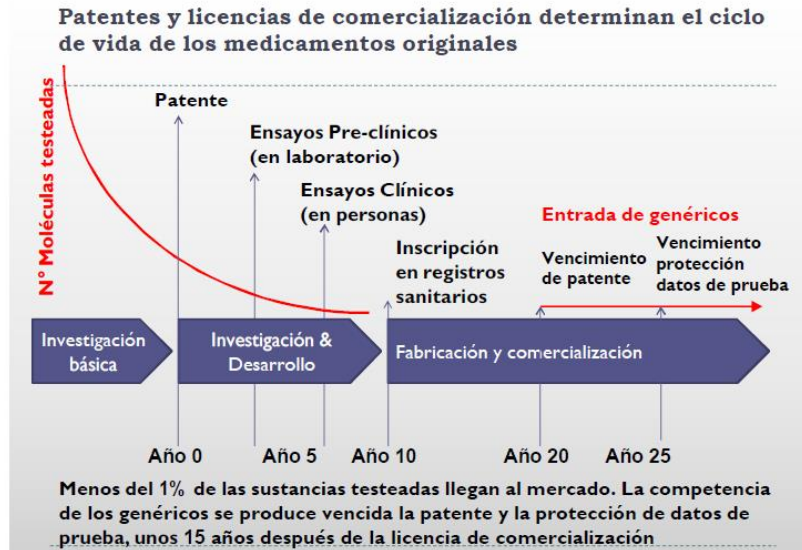 Patentes y licencias de comercialización determinan el ciclo
de vida de los medicamentos originales
N° Moléculas testeadas
Patente
Ensayos Pre-clínicos
(en laboratorio)
Ensayos Clínicos
(en personas)
Inscripción
en registros
sanitarios
Entrada de genéricos
Vencimiento
de patente
Vencimiento
protección
datos de prueba
Investigación
básica
Investigación &
Desarrollo
Fabricación y comercialización
Año 0
Año 5
Año 10
Año 20
Año 25
Menos del 1% de las sustancias testeadas llegan al mercado. La competencia
de los genéricos se produce vencida la patente y la protección de datos de
prueba, unos 15 años después de la licencia de comercialización